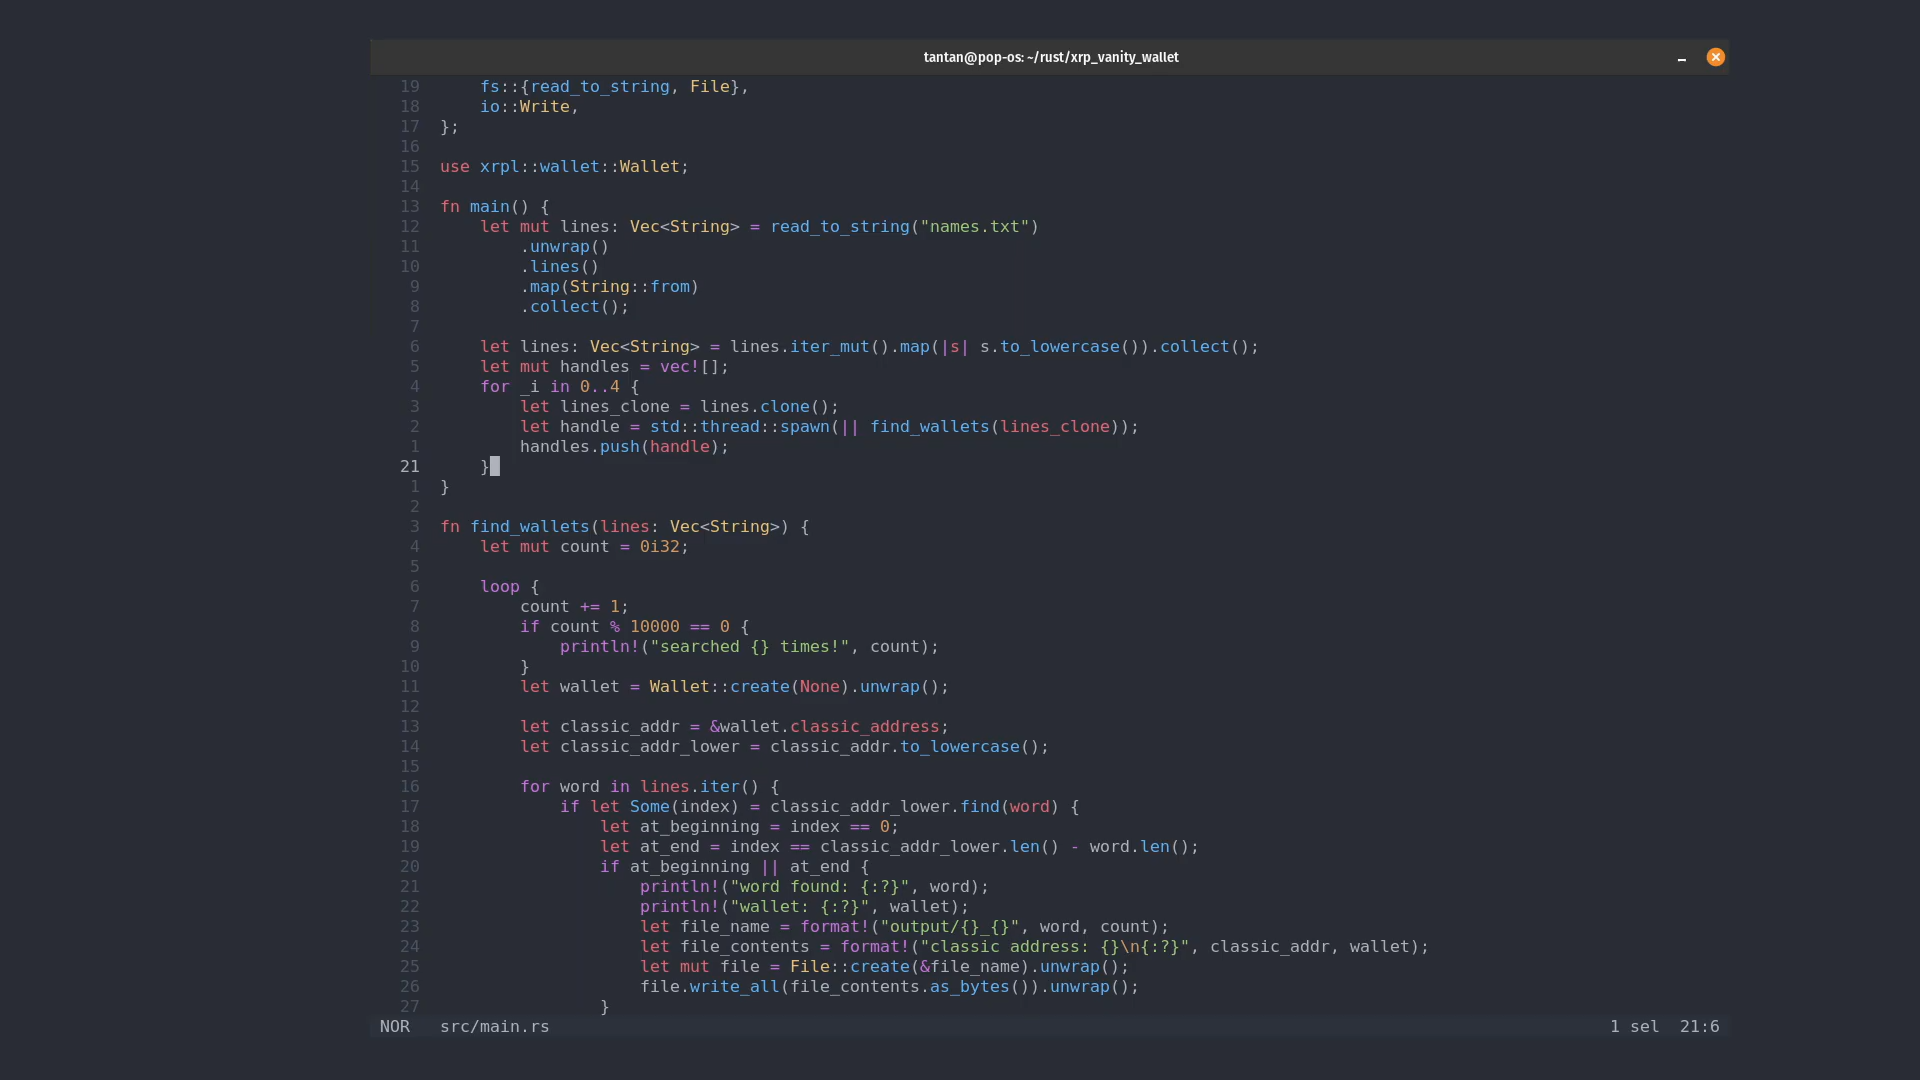 tantan@pop-os: ~/rust/xrp_vanity_wallet
19 fs::{read_to_string, File},
18 io::Write,
17 };
16
15 use xrpl::wallet::Wallet;
14
13 fn main() {
12 let mut lines: Vec<String> = read_to_string("names.txt")
11 .unwrap()
10 .lines()
9 .map(String::from)
8 .collect();
7
6 let lines: Vec<String> = lines.iter_mut().map(|s| s.to_lowercase()).collect();
5 let mut handles = vec![];
4 for _i in 0..4 {
3 let lines_clone = lines.clone();
2 let handle = std::thread::spawn(|| find_wallets(lines_clone));
1 handles.push(handle);
21 }
1 }
2
3 fn find_wallets(lines: Vec<String>) {
4 let mut count = 0i32;
5
6 loop {
7 count += 1;
8 if count % 10000 == 0 {
9 println!("searched {} times!", count);
10 }
11 let wallet = Wallet::create(None).unwrap();
12
13 let classic_addr = &wallet.classic_address;
14 let classic_addr_lower = classic_addr.to_lowercase();
15
16 for word in lines.iter() {
17 if let Some(index) = classic_addr_lower.find(word) {
18 let at_beginning = index == 0;
19 let at_end = index == classic_addr_lower.len() - word.len();
20 if at_beginning || at_end {
21 println!("word found: {:?}", word);
22 println!("wallet: {:?}", wallet);
23 let file_name = format!("output/{}_{}", word, count);
24 let file_contents = format!("classic address: {}\n{:?}", classic_addr, wallet);
25 let mut file = File::create(&file_name).unwrap();
26 file.write_all(file_contents.as_bytes()).unwrap();
27 }
NOR src/main.rs 1 sel 21:6